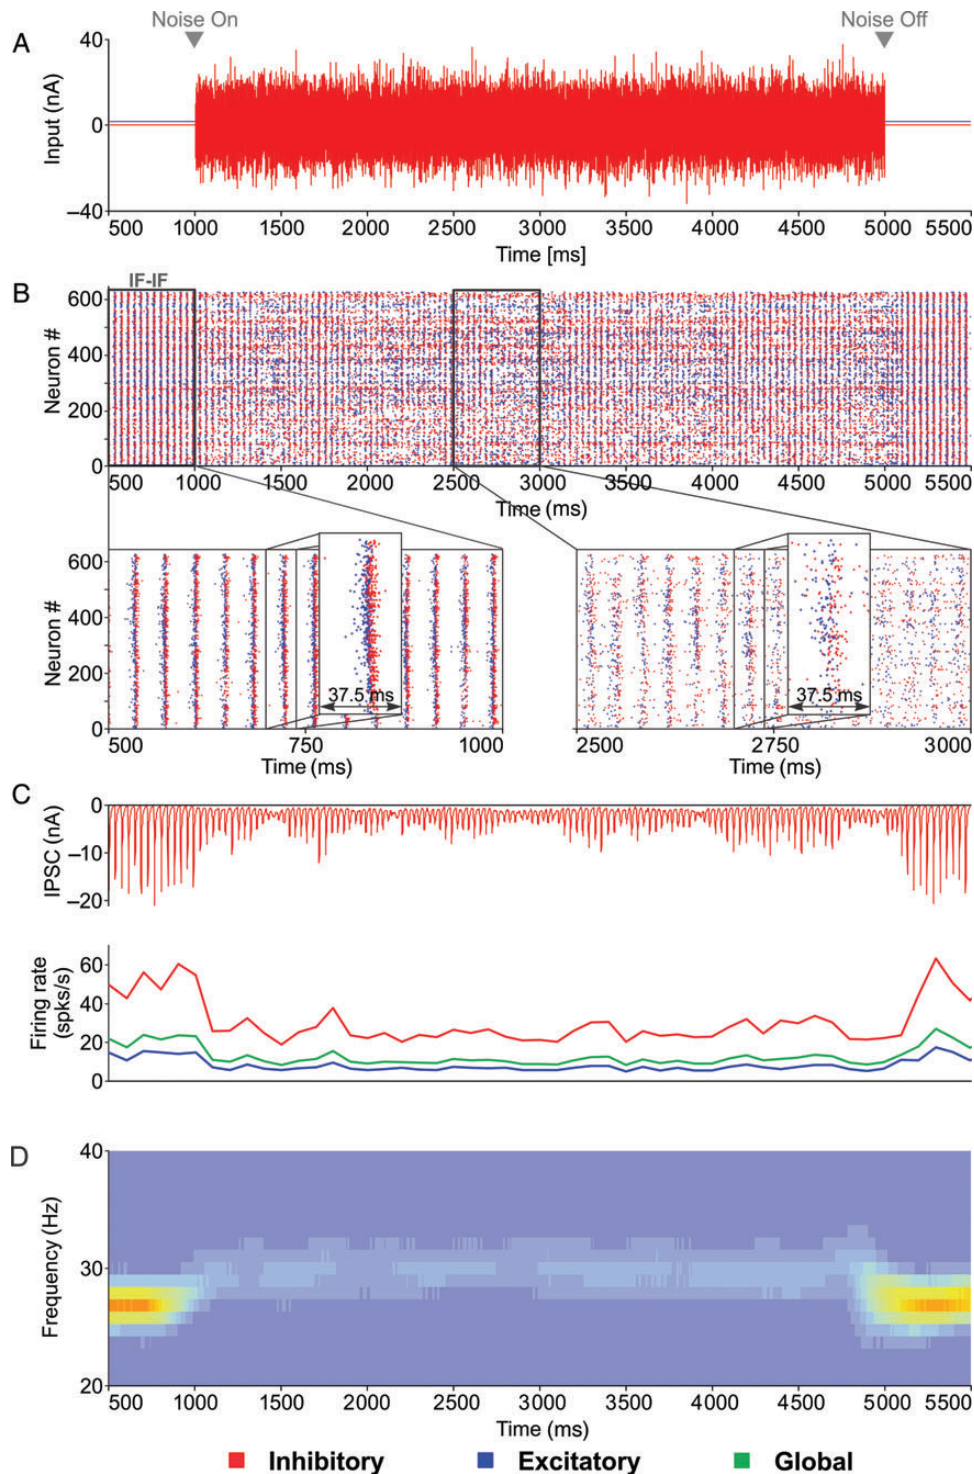 Noise On
Noise Off
A
40
0
−40
Input (nA)
500 1000 1500 2000 2500 3000 3500 4000 4500 5000 5500
Time [ms]
IF-IF
B
600
400
200
0
Neuron #
500 1000 1500 2000 2500 3000 3500 4000 4500 5000 5500
Time (ms)
600
400
200
0
Neuron #
37.5 ms
37.5 ms
500 750 1000
2500 2750 3000
Time (ms)
Time (ms)
C
0
−10
−20
IPSC (nA)
60
40
20
0
Firing rate
(spks/s)
D
40
30
20
Frequency (Hz)
500 1000 1500 2000 2500 3000 3500 4000 4500 5000 5500
Time (ms)
Inhibitory Excitatory Global